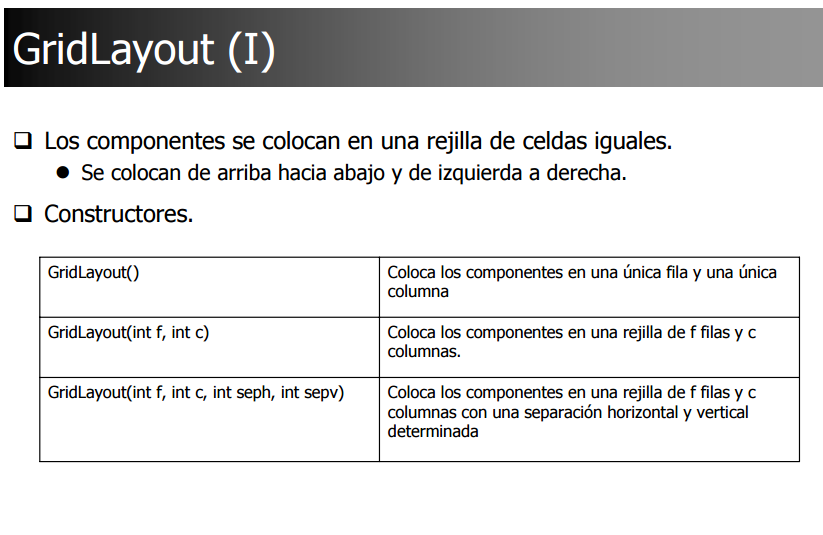 GridLayout (I)
Los componentes se colocan en una rejilla de celdas iguales.
Se colocan de arriba hacia abajo y de izquierda a derecha.
Constructores.
GridLayout()
Coloca los componentes en una única fila y una única
columna
GridLayout(int f, int c)
Coloca los componentes en una rejilla de f filas y c
columnas.
GridLayout(int f, int c, int seph, int sepv)
Coloca los componentes en una rejilla de f filas y c
columnas con una separación horizontal y vertical
determinada